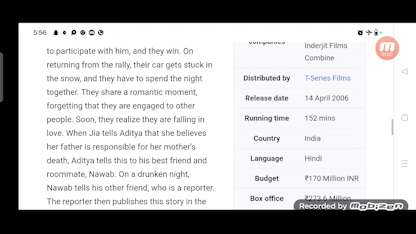 5:56
to participate with him, and they win. On
returning from the rally, their car gets stuck in
the snow, and they have to spend the night
together. They share a romantic moment,
forgetting that they are engaged to other
people. Soon, they realize they are falling in
love. When Jia tells Aditya that she believes
her father is responsible for her mother's
death, Aditya tells this to his best friend and
roommate, Nawab. On a drunken night,
Nawab tells his other friend, who is a reporter.
The reporter then publishes this story in the
companies Inderjit Films
Combine
Distributed by T-Series Films
Release date 14 April 2006
Running time 152 mins
Country India
Language Hindi
Budget ₹170 Million INR
Box office ₹273.6 Million
Recorded by MOBIZEN